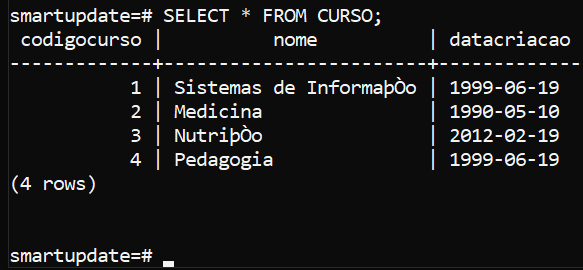 smartupdate=# SELECT * FROM CURSO;
 codigocurso |          nome          | datacriacao
-------------+------------------------+-------------
           1 | Sistemas de InformaþÒo | 1999-06-19
           2 | Medicina               | 1990-05-10
           3 | NutriþÒo               | 2012-02-19
           4 | Pedagogia              | 1999-06-19
(4 rows)
smartupdate=#